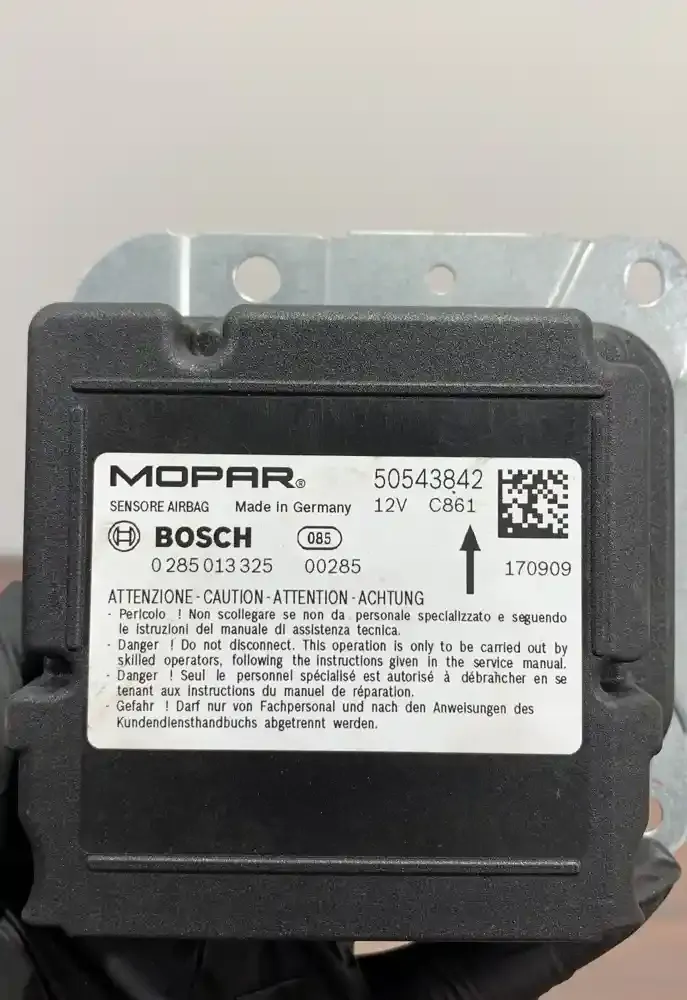 MOPAR® 50543842
SENSORE AIRBAG Made in Germany 12V C861
BOSCH 085
0 285 013 325 00285 170909
ATTENZIONE - CAUTION - ATTENTION - ACHTUNG
- Pericolo ! Non scollegare se non da personale specializzato e seguendo
le istruzioni del manuale di assistenza tecnica.
- Danger ! Do not disconnect. This operation is only to be carried out by
skilled operators, following the instructions given in the service manual.
- Danger ! Seul le personnel spécialisé est autorisé à débrahcher en se
tenant aux instructions du manuel de réparation.
- Gefahr ! Darf nur von Fachpersonal und nach den Anweisungen des
Kundendiensthandbuchs abgetrennt werden.